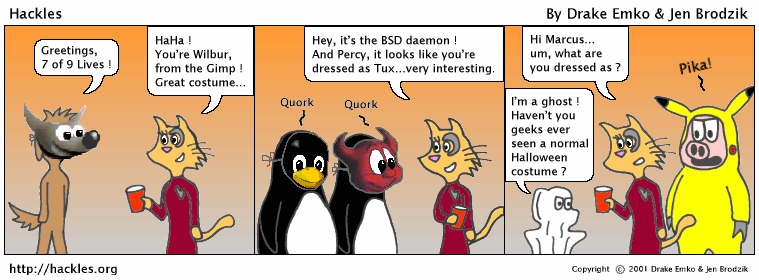 Hackles
By Drake Emko & Jen Brodzik
Greetings,
7 of 9 Lives !
HaHa !
You're Wilbur,
from the Gimp !
Great costume...
Hey, it's the BSD daemon !
And Percy, it looks like you're
dressed as Tux...very interesting.
Quork
Quork
Hi Marcus...
um, what are
you dressed as ?
I'm a ghost !
Haven't you
geeks ever
seen a normal
Halloween
costume ?
Pika!
http://hackles.org
Copyright © 2001 Drake Emko & Jen Brodzik